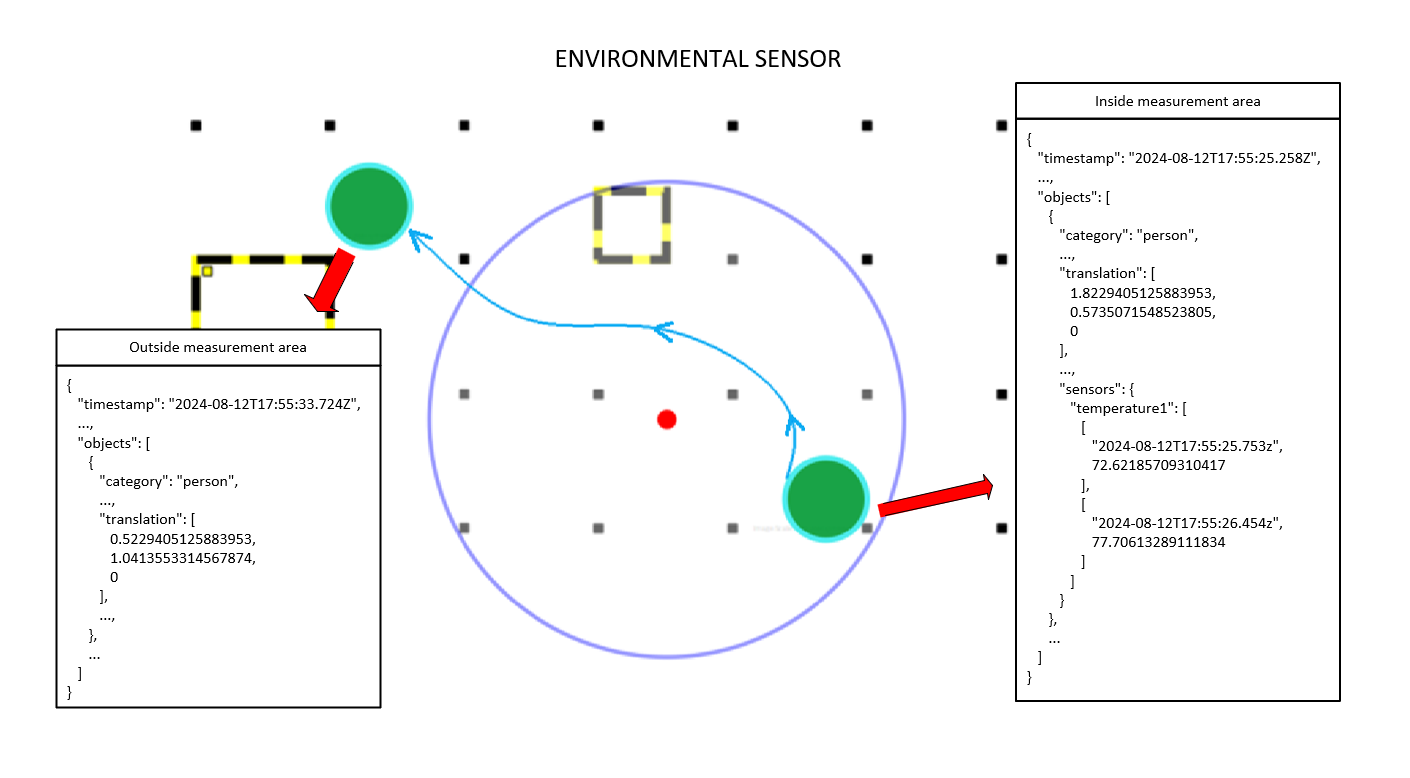 ENVIRONMENTAL SENSOR
Inside measurement area
{
"timestamp": "2024-08-12T17:55:25.258Z",
...,
"objects": [
{
"category": "person",
...,
"translation": [
1.8229405125883953,
0.5735071548523805,
0
],
...,
"sensors": {
"temperature1": [
[
"2024-08-12T17:55:25.753z",
72.62185709310417
],
[
"2024-08-12T17:55:26.454z",
77.70613289111834
]
]
}
},
...
]
}
Outside measurement area
{
"timestamp": "2024-08-12T17:55:33.724Z",
...,
"objects": [
{
"category": "person",
...,
"translation": [
0.5229405125883953,
1.0413553314567874,
0
],
...,
},
...
]
}